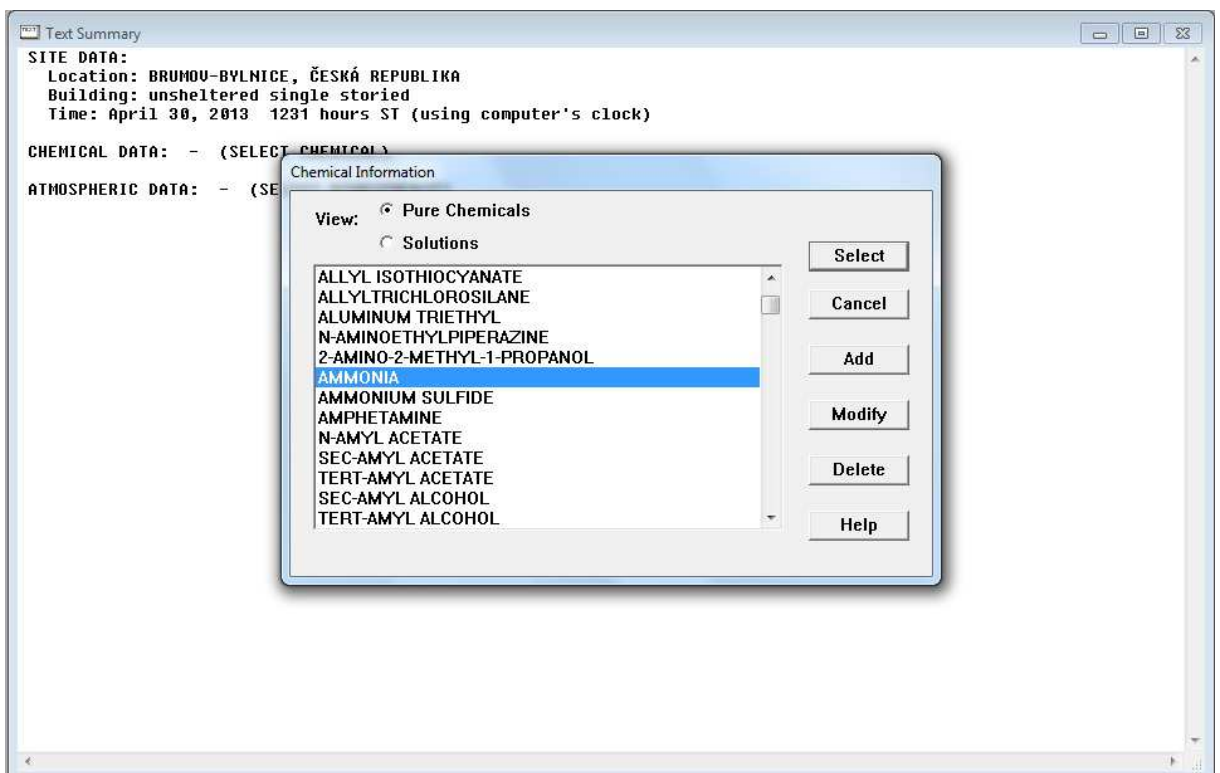 Text Summary
SITE DATA:
Location: BRUMOV-BYLNICE, ČESKÁ REPUBLIKA
Building: unsheltered single storied
Time: April 30, 2013 1231 hours ST (using computer's clock)
CHEMICAL DATA: - (SELECT CHEMICAL)
ATMOSPHERIC DATA: - (SE
Chemical Information
View:
Pure Chemicals
Solutions
ALLYL ISOTHIOCYANATE
ALLYLTRICHLOROSILANE
ALUMINUM TRIETHYL
N-AMINOETHYLPIPERAZINE
2-AMINO-2-METHYL-1-PROPANOL
AMMONIA
AMMONIUM SULFIDE
AMPHETAMINE
N-AMYL ACETATE
SEC-AMYL ACETATE
TERT-AMYL ACETATE
SEC-AMYL ALCOHOL
TERT-AMYL ALCOHOL
Select
Cancel
Add
Modify
Delete
Help